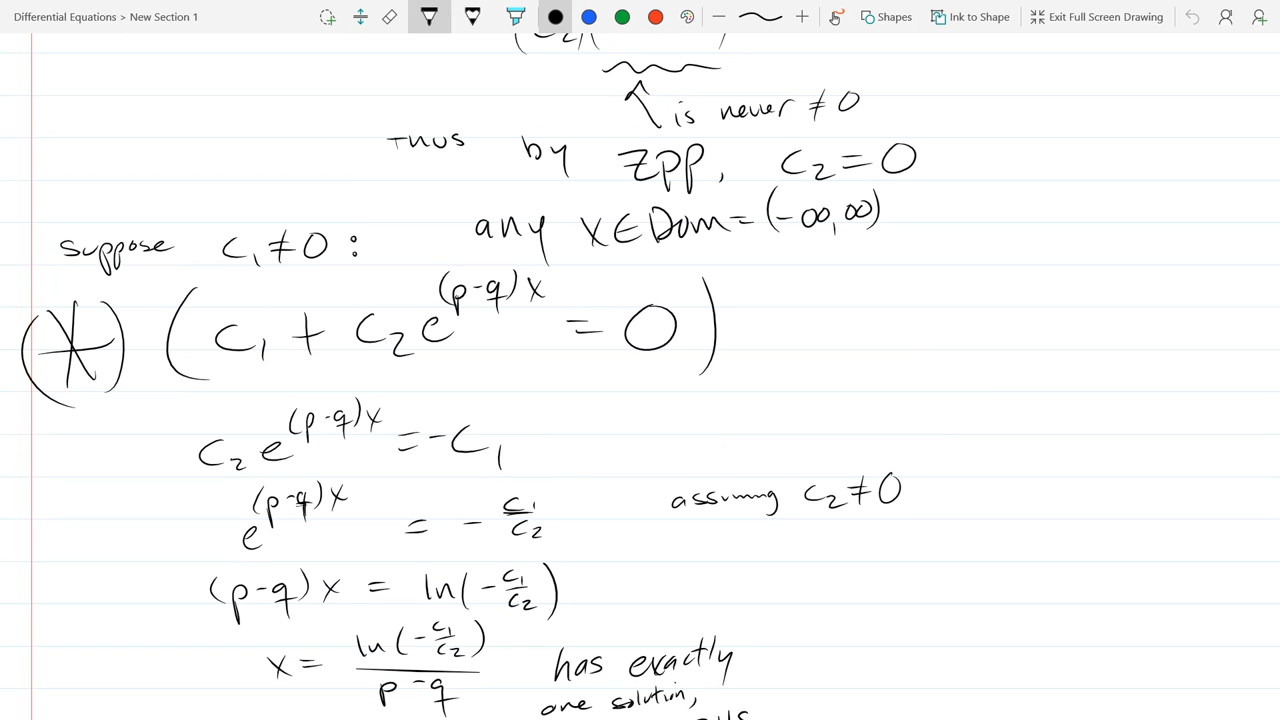 Differential Equations > New Section 1
Shapes
Ink to Shape
Exit Full Screen Drawing
is never ≠ 0
thus by ZPP, c₂ = 0
any x ∈ Dom = (-∞, ∞)
suppose c₁ ≠ 0 :
(*) (c₁ + c₂ e^{(p-q)x} = 0)
c₂ e^{(p-q)x} = -c₁
e^{(p-q)x} = - c₁/c₂ assuming c₂ ≠ 0
(p-q) x = ln(- c₁/c₂)
x = ln(- c₁/c₂) / p-q has exactly
one solution,